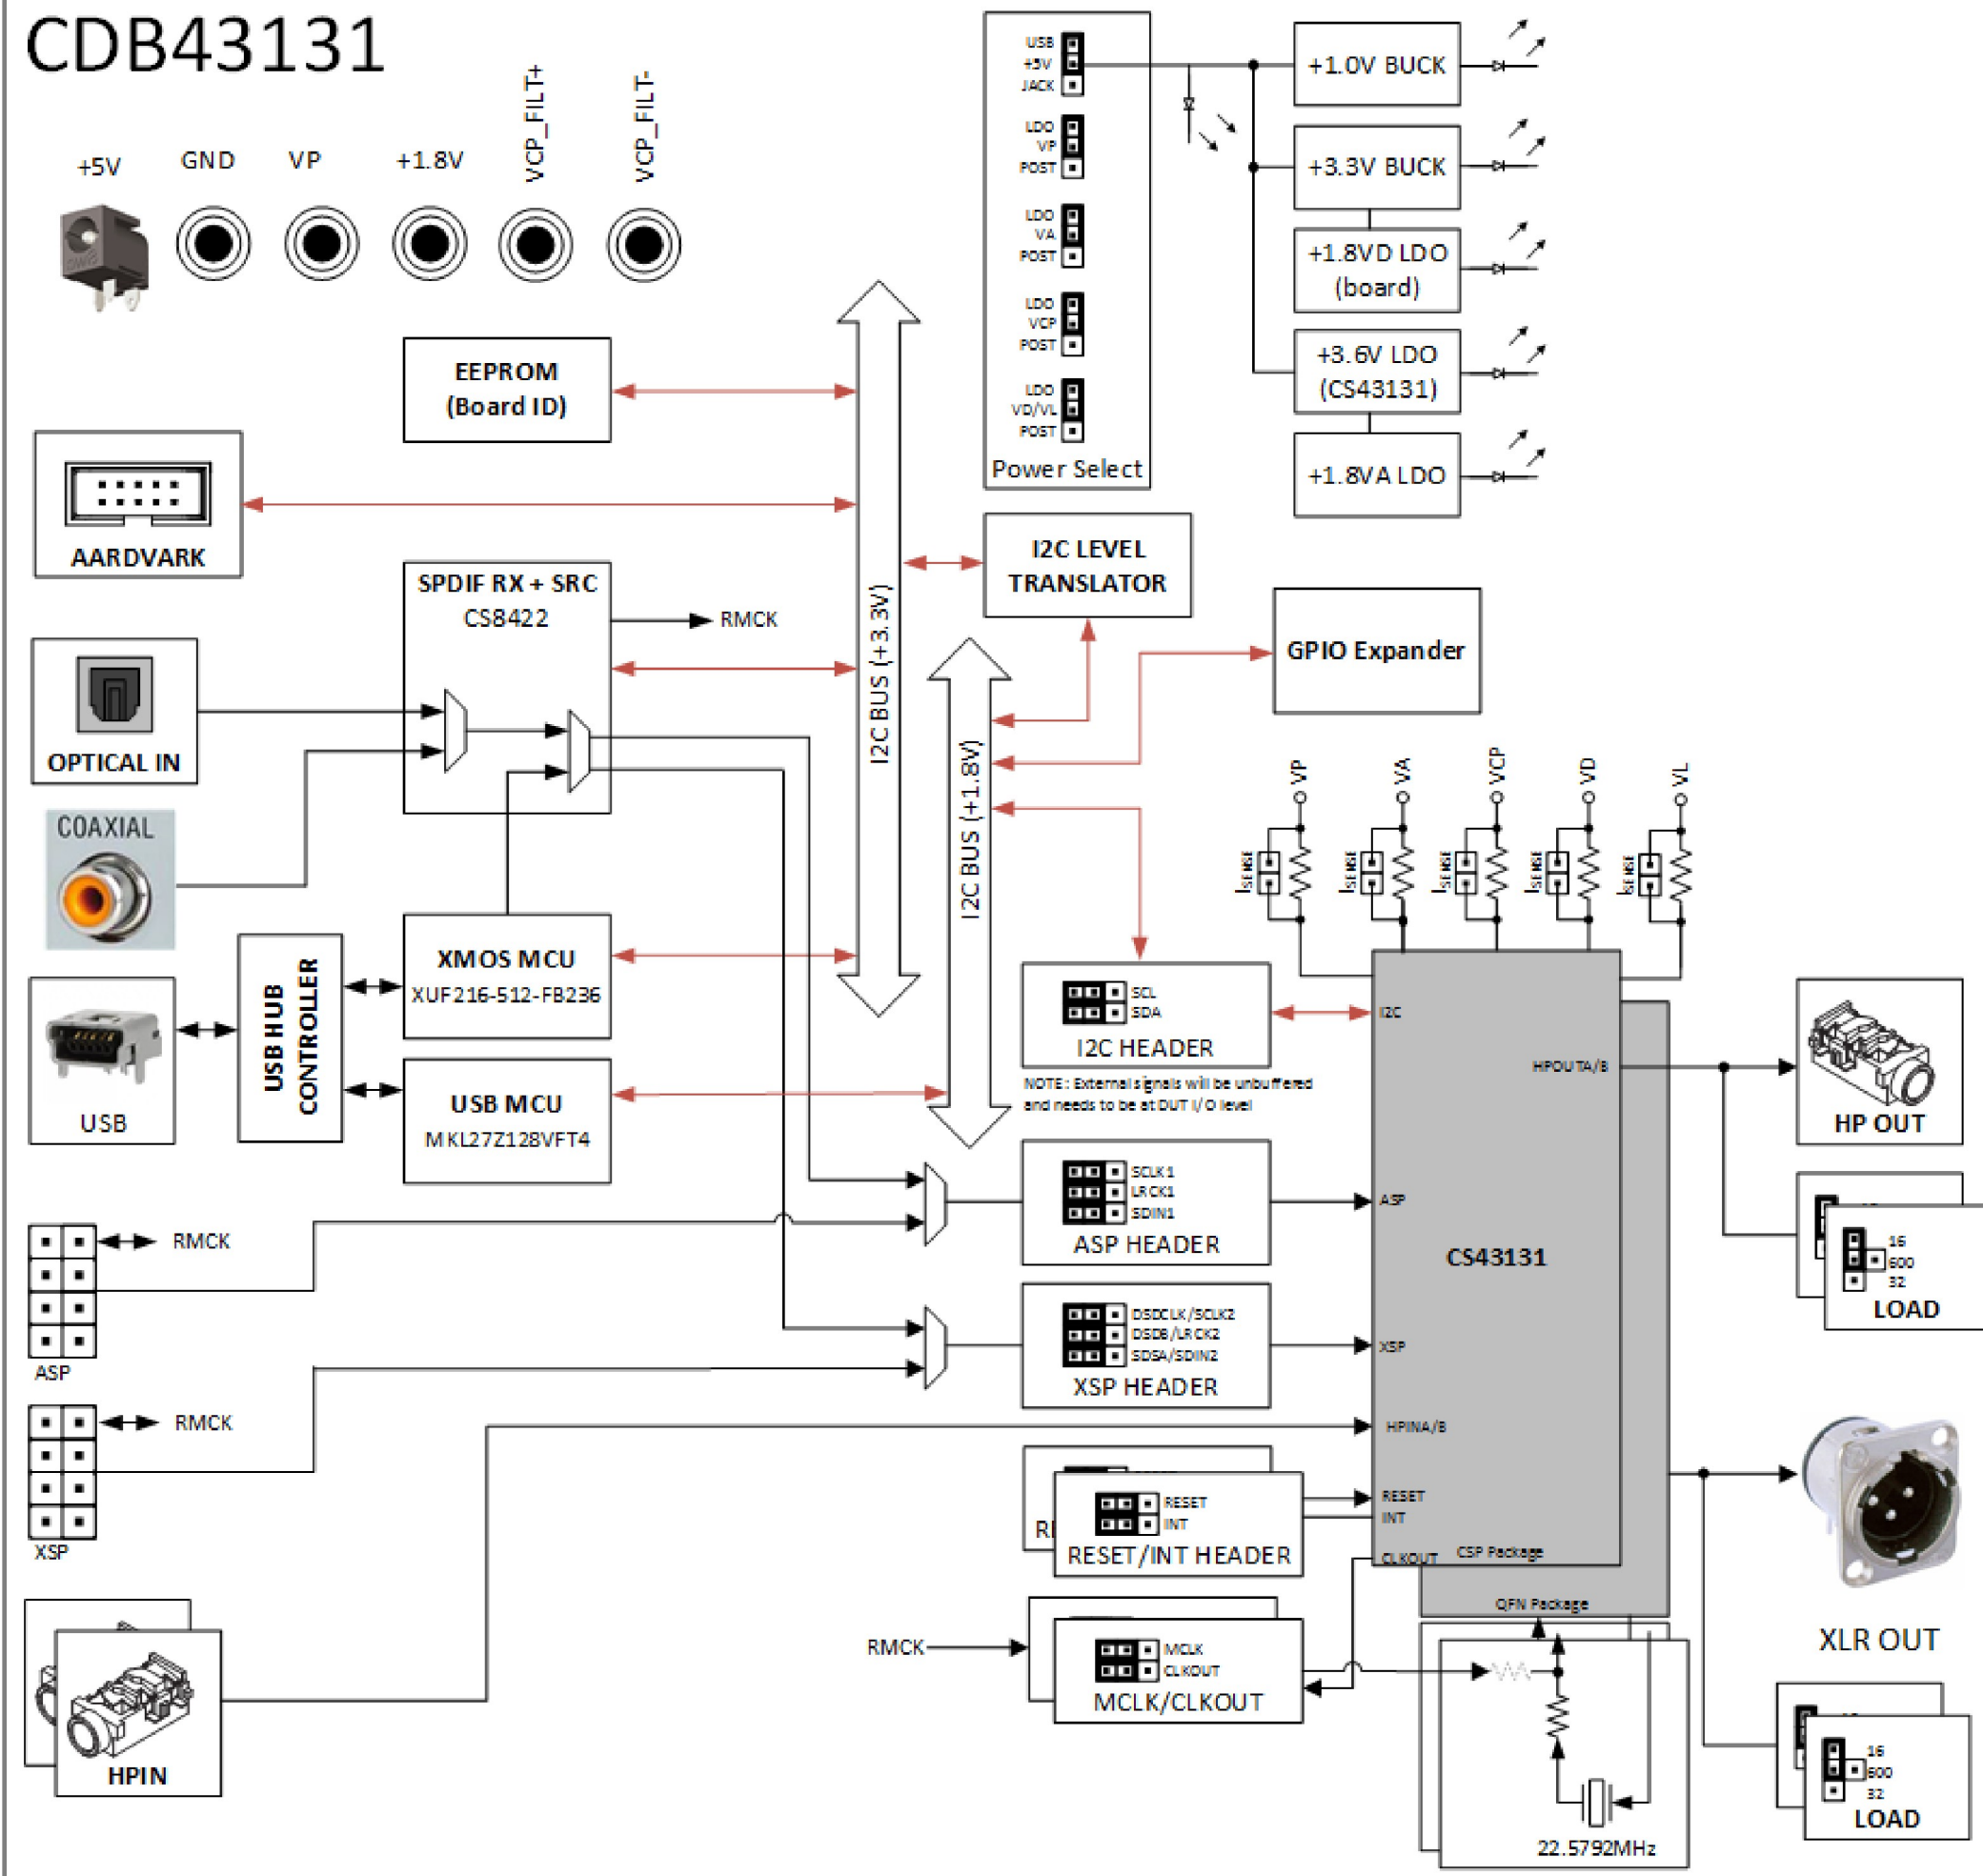 CDB43131
+5V
GND
VP
+1.8V
VCP_FILT+
VCP_FILT-
USB
+5V
JACK
LDO
VP
POST
LDO
VA
POST
LDO
VCP
POST
LDO
VD/VL
POST
Power Select
+1.0V BUCK
+3.3V BUCK
+1.8VD LDO
(board)
+3.6V LDO
(CS43131)
+1.8VA LDO
EEPROM
(Board ID)
AARDVARK
SPDIF RX + SRC
CS8422
RMCK
OPTICAL IN
COAXIAL
I2C BUS (+3.3V)
I2C LEVEL
TRANSLATOR
GPIO Expander
I2C BUS (+1.8V)
VP
VA
VCP
VD
VL
ISENSE
ISENSE
ISENSE
ISENSE
ISENSE
USB
USB HUB
CONTROLLER
XMOS MCU
XUF216-512-FB236
USB MCU
MKL27Z128VFT4
SCL
SDA
I2C HEADER
NOTE: External signals will be unbuffered
and needs to be at DUT I/O level
I2C
HPOUTA/B
HP OUT
SCLK1
LRCK1
SDIN1
ASP HEADER
ASP
CS43131
16
600
32
LOAD
RMCK
ASP
DSDCLK/SCLK2
DSDB/LRCK2
SDSA/SDIN2
XSP HEADER
XSP
RMCK
XSP
HPINA/B
RESET
INT
RESET/INT HEADER
RESET
INT
CLKOUT
CSP Package
QFN Package
XLR OUT
HPIN
RMCK
MCLK
CLKOUT
MCLK/CLKOUT
22.5792MHz
16
600
32
LOAD